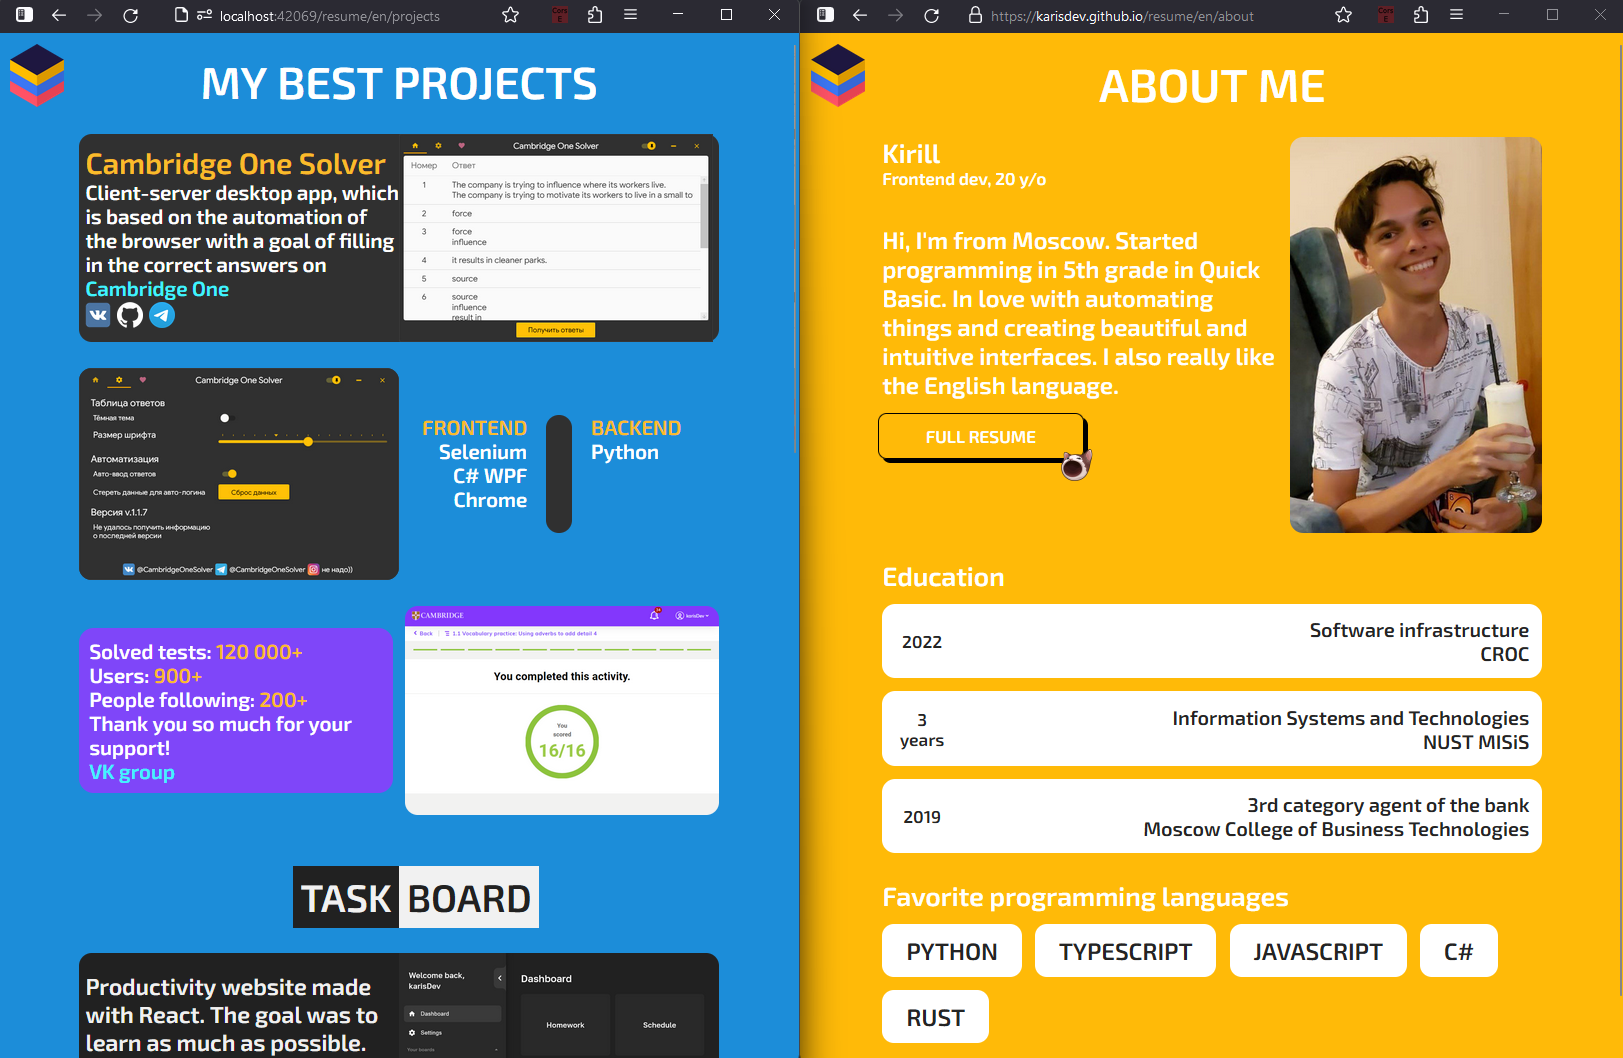 localhost:42069/resume/en/projects
MY BEST PROJECTS
Cambridge One Solver
Client-server desktop app, which
is based on the automation of
the browser with a goal of filling
in the correct answers on
Cambridge One
Cambridge One Solver
Номер Ответ
1 The company is trying to influence where its workers live.
The company is trying to motivate its workers to live in a small to
2 force
3 force
influence
4 it results in cleaner parks.
5 source
6 source
influence
result in
Получить ответы
Cambridge One Solver
Таблица ответов
Тёмная тема
Размер шрифта
Автоматизация
Авто-ввод ответов
Стереть данные для авто-логина Сброс данных
Версия v.1.1.7
Не удалось получить информацию
о последней версии
@CambridgeOneSolver @CambridgeOneSolver не надо))
FRONTEND
Selenium
C# WPF
Chrome
BACKEND
Python
Solved tests: 120 000+
Users: 900+
People following: 200+
Thank you so much for your
support!
VK group
CAMBRIDGE karisDev
Back 1.1 Vocabulary practice: Using adverbs to add detail 4
You completed this activity.
You
scored
16/16
TASK BOARD
Productivity website made
with React. The goal was to
learn as much as possible.
Welcome back,
karisDev
Dashboard
Settings
Your boards
Dashboard
Homework
Schedule
https://karisdev.github.io/resume/en/about
ABOUT ME
Kirill
Frontend dev, 20 y/o
Hi, I'm from Moscow. Started
programming in 5th grade in Quick
Basic. In love with automating
things and creating beautiful and
intuitive interfaces. I also really like
the English language.
FULL RESUME
Education
2022
Software infrastructure
CROC
3
years
Information Systems and Technologies
NUST MISiS
2019
3rd category agent of the bank
Moscow College of Business Technologies
Favorite programming languages
PYTHON
TYPESCRIPT
JAVASCRIPT
C#
RUST